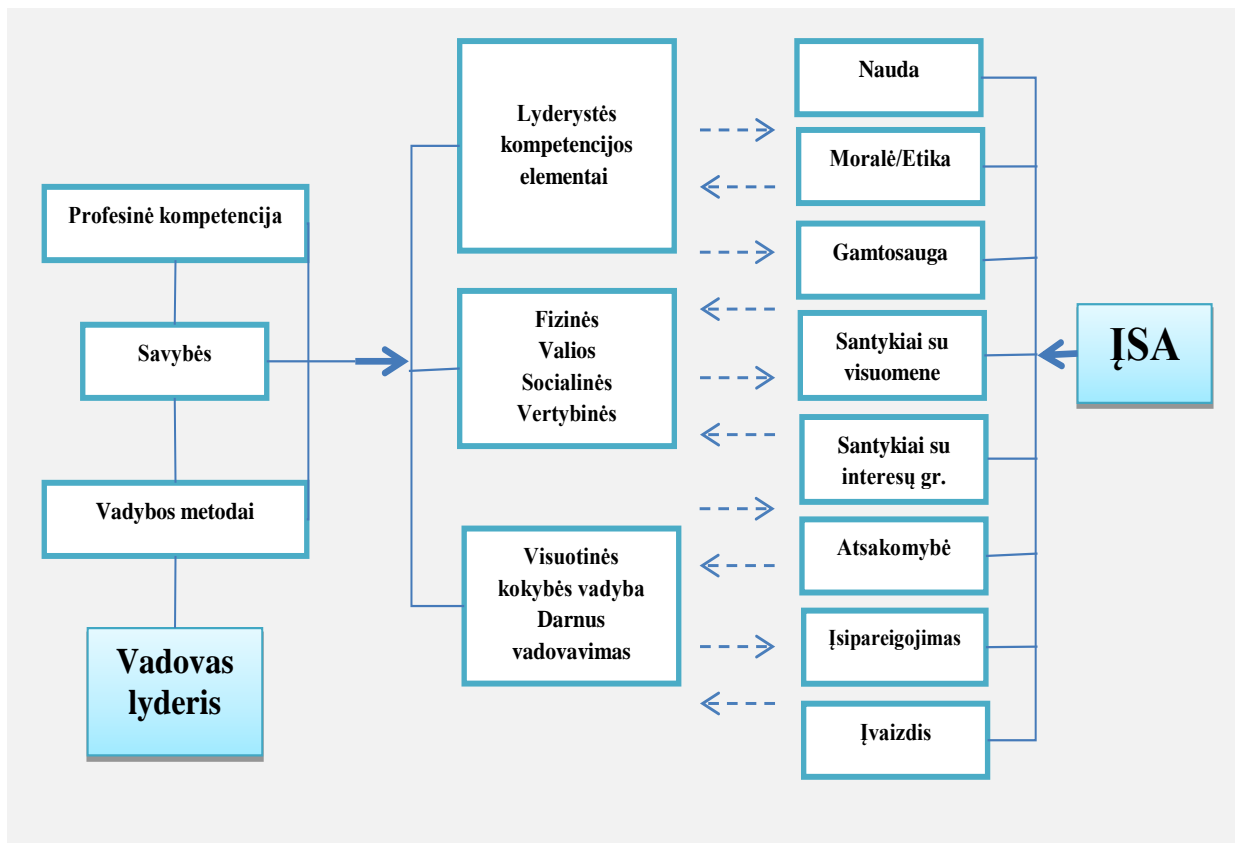 Profesinė kompetencija
Savybės
Vadybos metodai
Vadovas
lyderis
Lyderystės
kompetencijos
elementai
Fizinės
Valios
Socialinės
Vertybinės
Visuotinės
kokybės vadyba
Darnus
vadovavimas
Nauda
Moralė/Etika
Gamtosauga
Santykiai su
visuomene
Santykiai su
interesų gr.
Atsakomybė
Įsipareigojimas
Įvaizdis
ĮSA